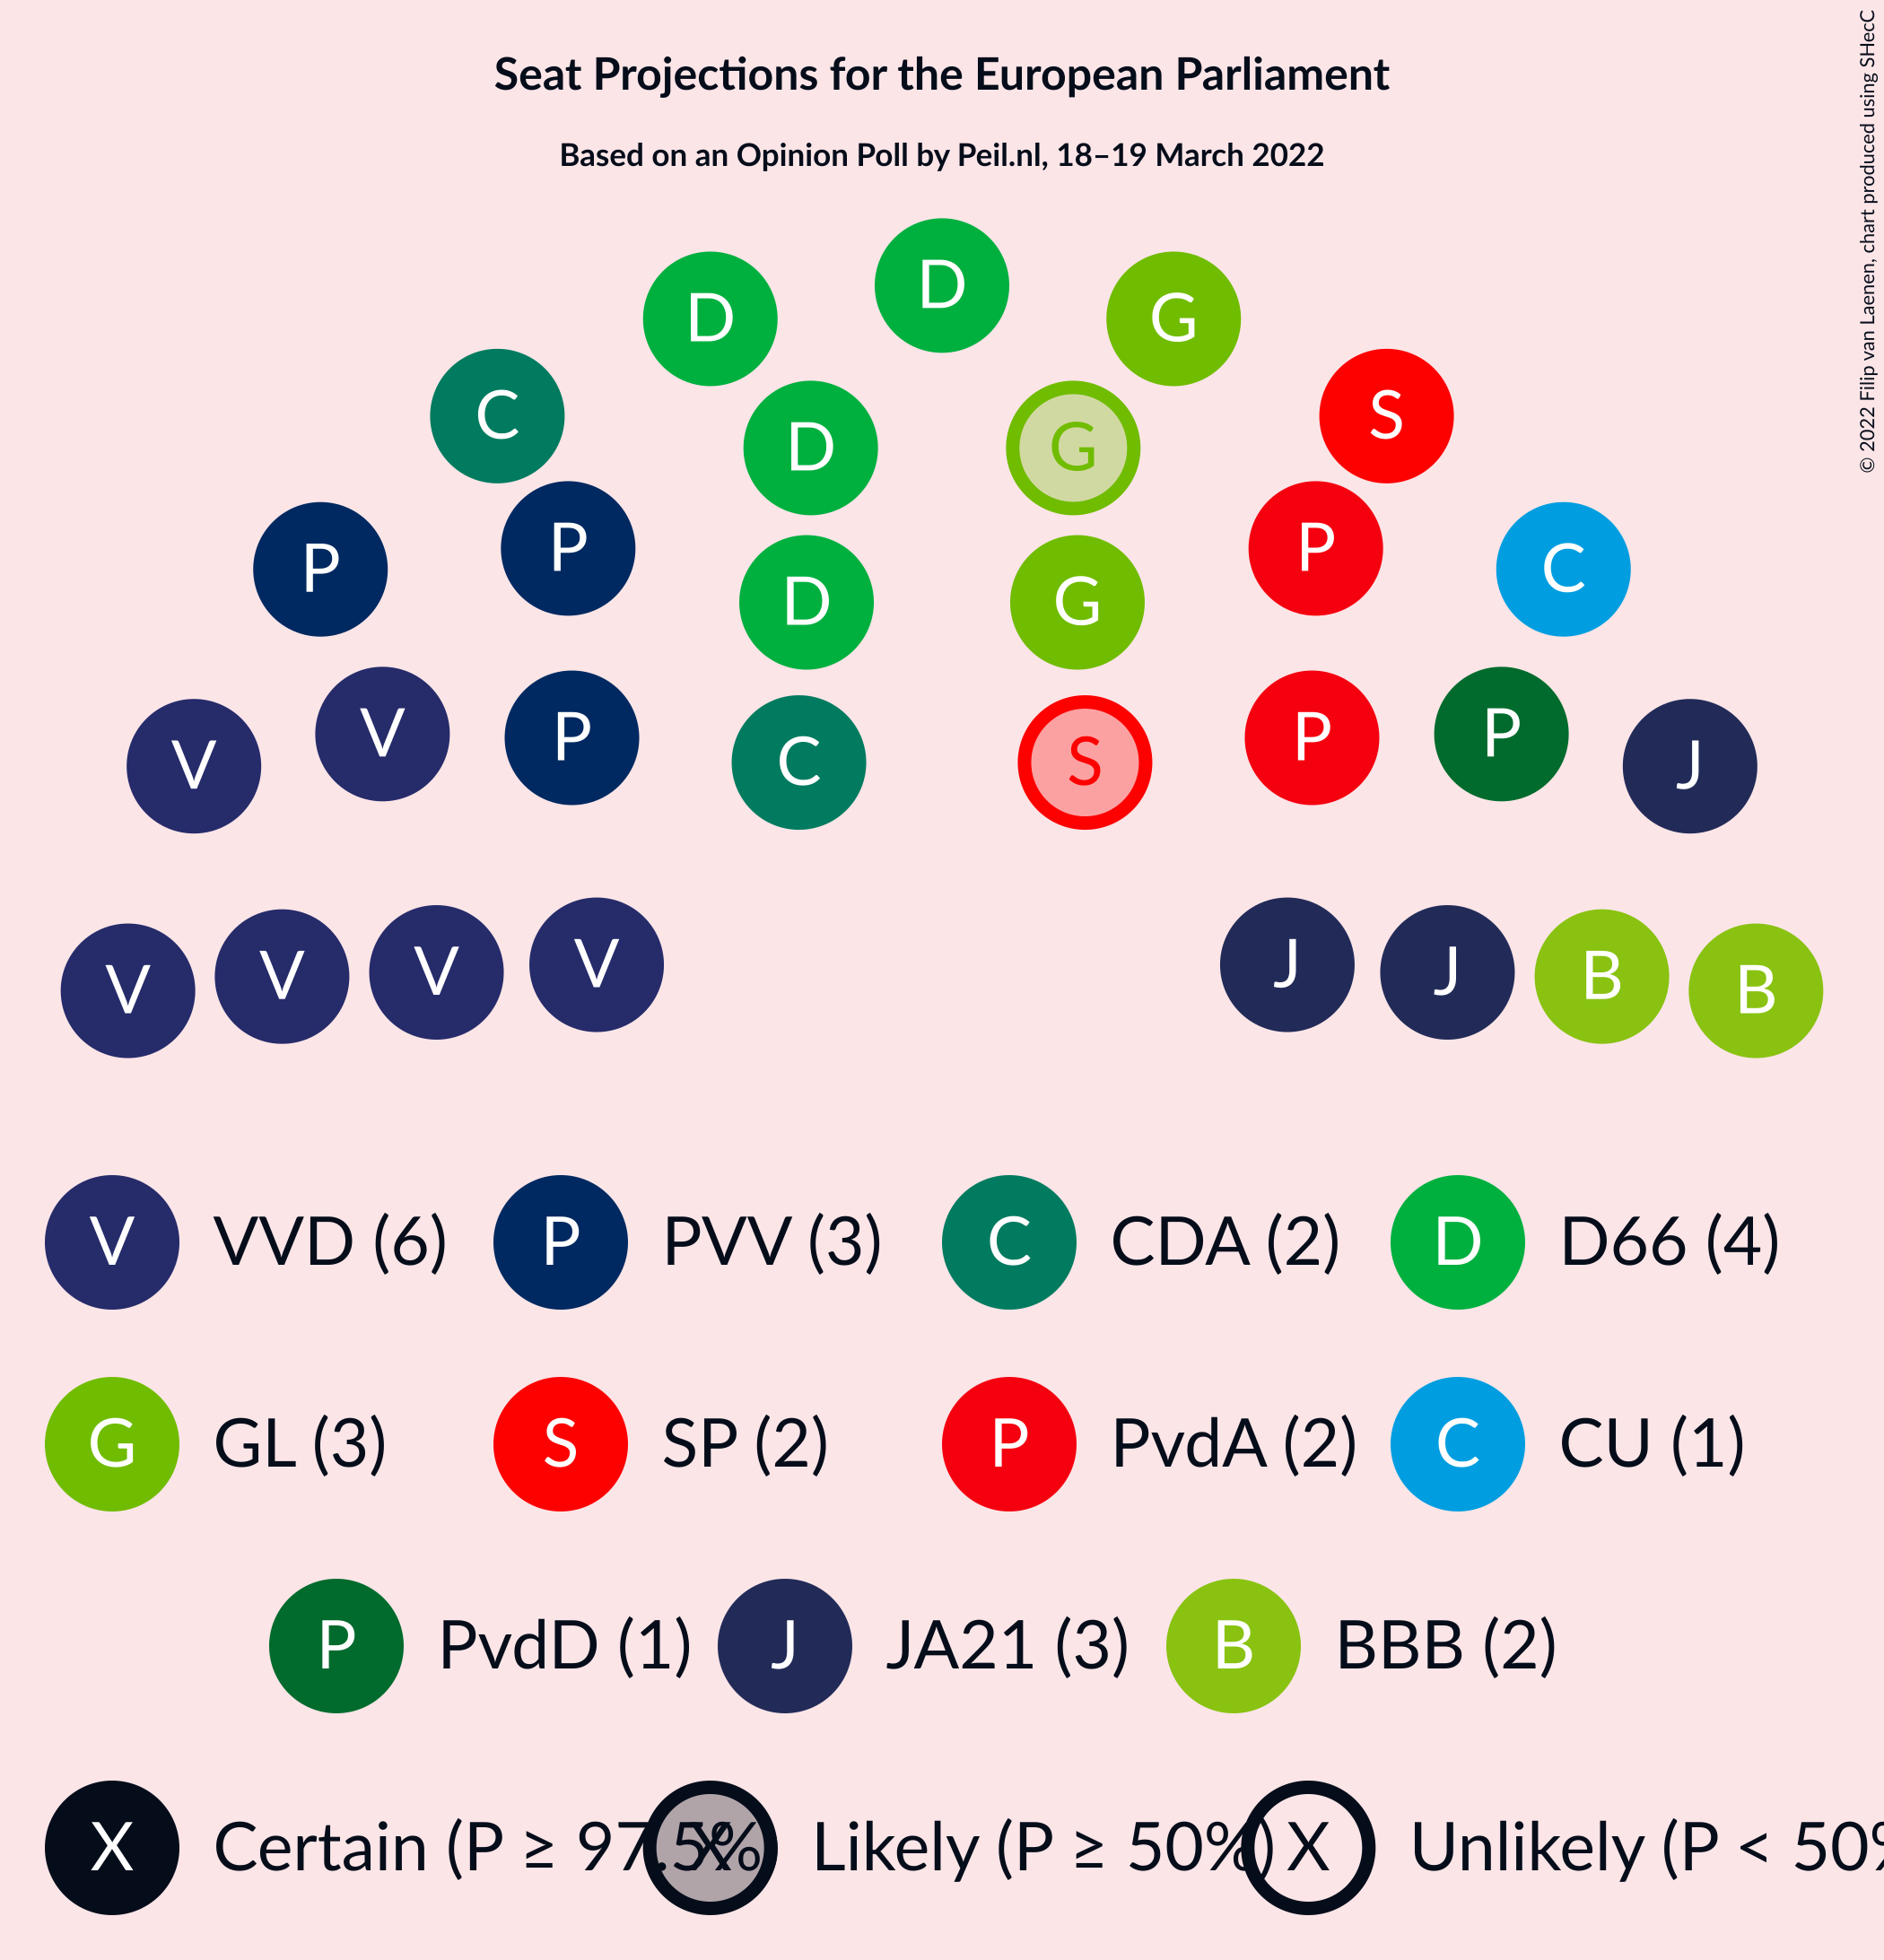 Seat Projections for the European Parliament
Based on an Opinion Poll by Peil.nl, 18–19 March 2022
© 2022 Filip van Laenen, chart produced using SHecC
D
D G
C S
D G
P P P C
D G
V V P C S P P J
V V V V J J B B
V VVD (6) P PVV (3) C CDA (2) D D66 (4)
G GL (3) S SP (2) P PvdA (2) C CU (1)
P PvdD (1) J JA21 (3) B BBB (2)
X Certain (P ≥ 97.5% X Likely (P ≥ 50%) X Unlikely (P < 50%